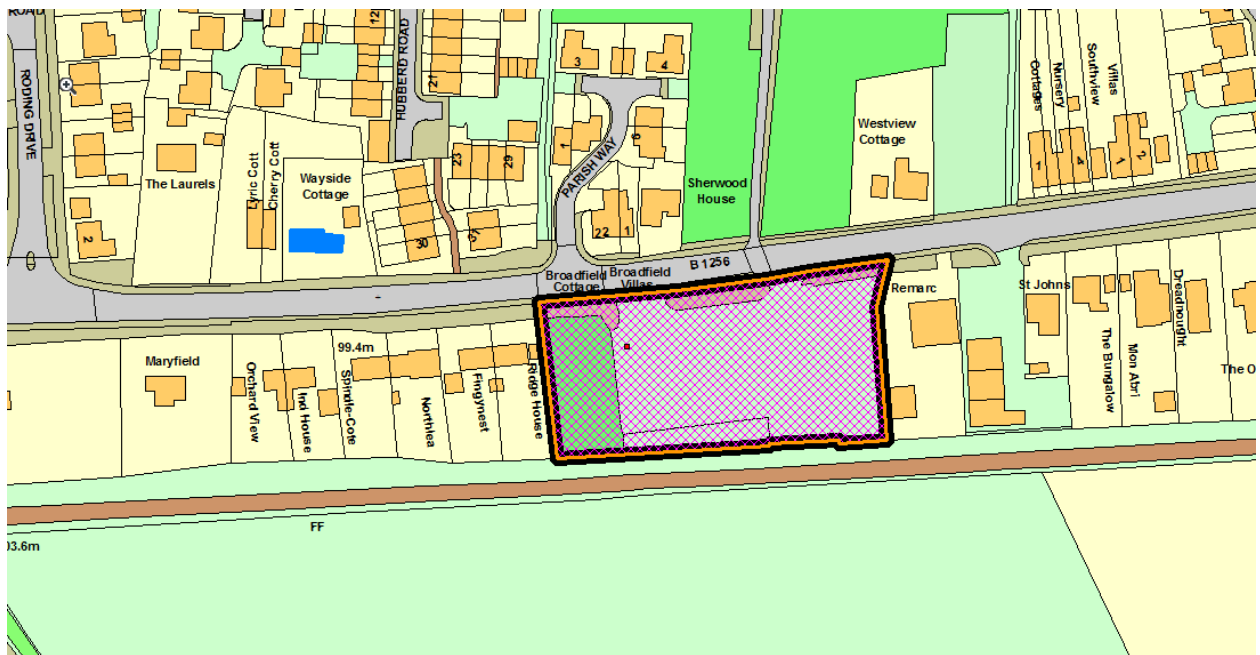 ROAD
RODING DRIVE
2
The Laurels
Lyric Cott
Cherry Cott
Wayside
Cottage
HUBBERD ROAD
12
21
23
29
30
37
3
4
1
6
PARISH WAY
22
1
Sherwood
House
Westview
Cottage
Cottages
Nursery
Southview
Villas
1
4
1
2
B 1256
Broadfield
Cottage
Broadfield
Villas
Remarc
St Johns
The Bungalow
Mon Abri
Dreadnought
The O
Maryfield
Orchard View
Ind House
99.4m
Spindle-Cote
Northlea
Fingynest
Ridge House
FF
03.6m